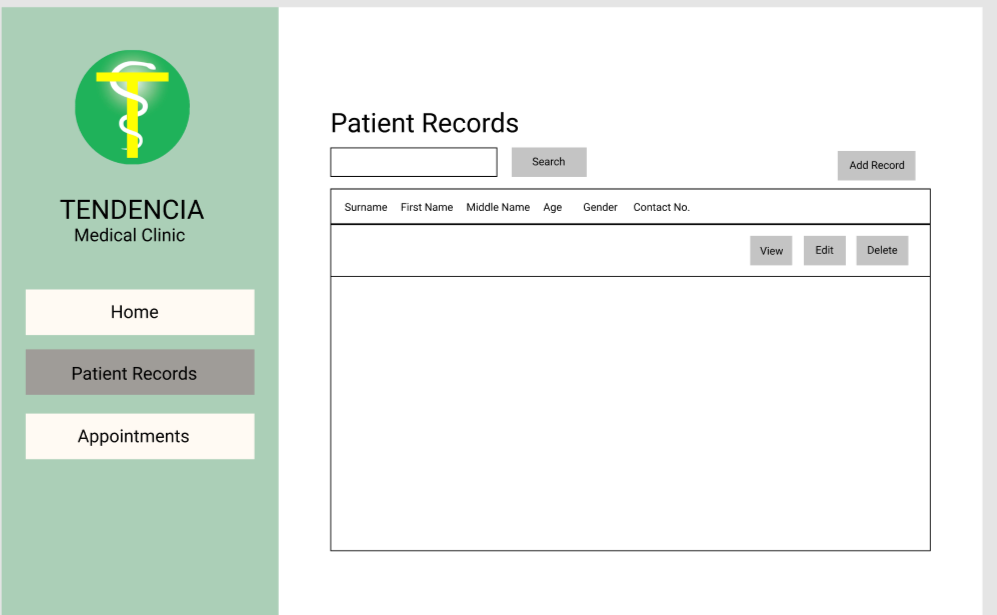 TENDENCIA
Medical Clinic
Home
Patient Records
Appointments
Patient Records
Search
Add Record
Surname First Name Middle Name Age Gender Contact No.
View Edit Delete